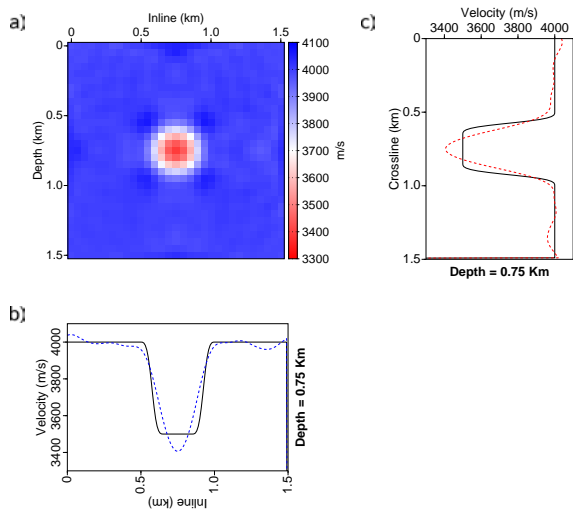 a)
Inline (km)
0 0.5 1.0 1.5
Depth (km)
0
0.5
1.0
1.5
4100
4000
3900
3800
3700
3600
3500
3400
3300
m/s
c)
Velocity (m/s)
3400 3600 3800 4000
Crossline (km)
0
0.5
1.0
1.5
Depth = 0.75 Km
b)
Velocity (m/s)
4000
3800
3600
3400
0 0.5 1.0 1.5
Inline (km)
Depth = 0.75 Km